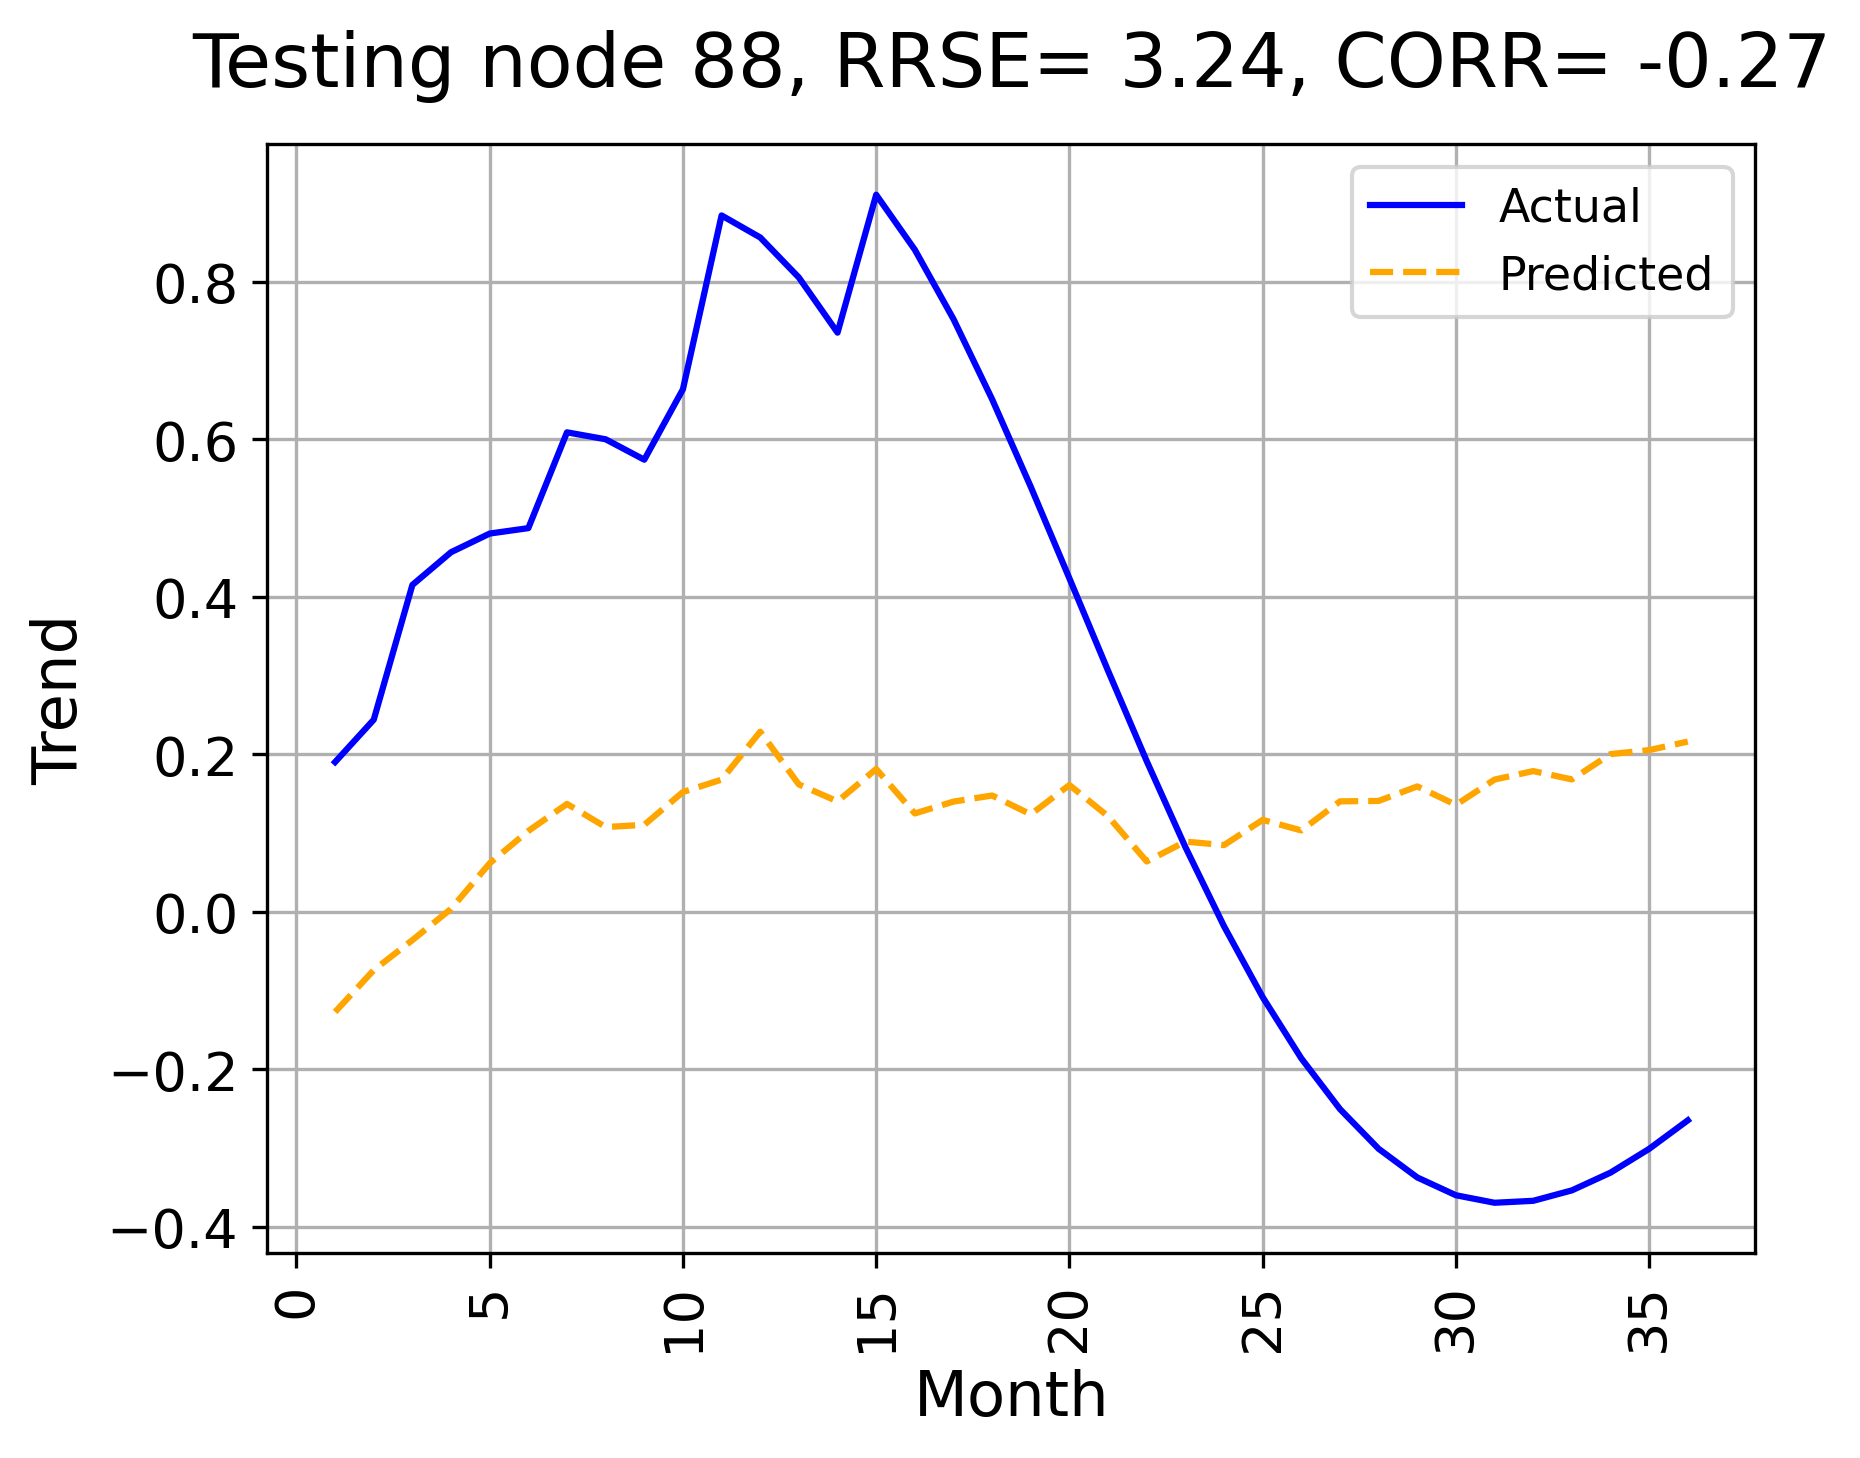 Testing node 88, RRSE= 3.24, CORR= -0.27
Actual
Predicted
Trend
0.8
0.6
0.4
0.2
0.0
−0.2
−0.4
0 5 10 15 20 25 30 35
Month